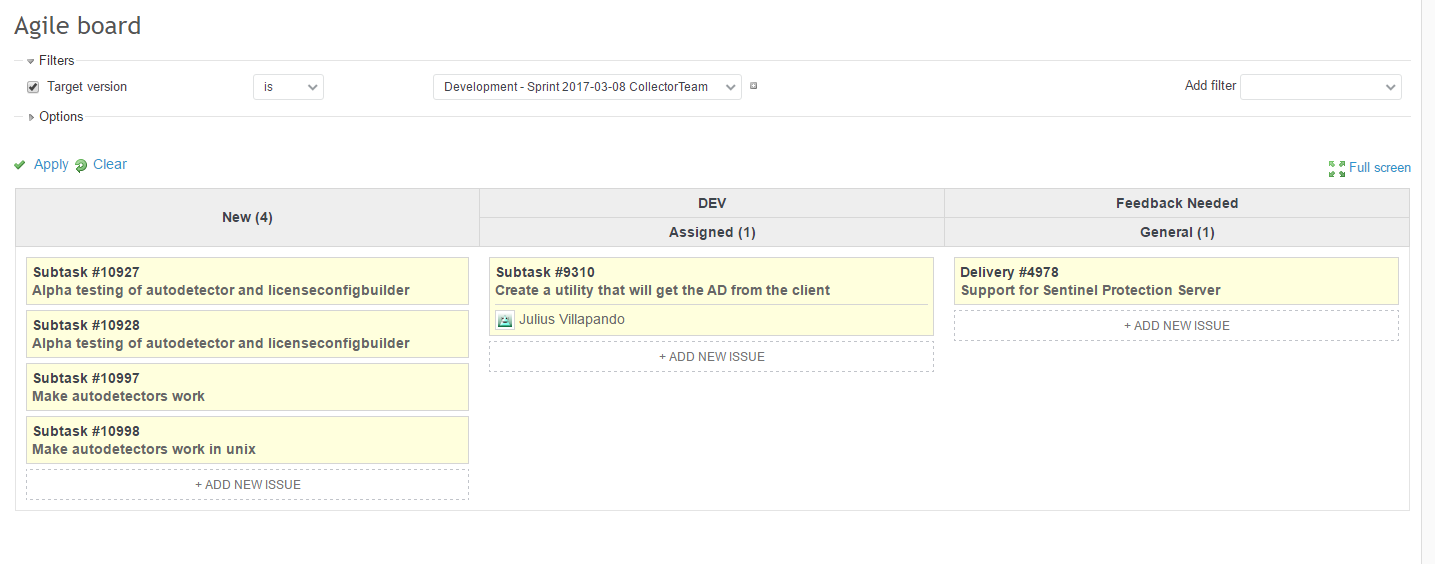 Agile board
Filters
Target version is Development - Sprint 2017-03-08 CollectorTeam Add filter
Options
Apply Clear Full screen
New (4)
DEV
Feedback Needed
Assigned (1)
General (1)
Subtask #10927
Alpha testing of autodetector and licenseconfigbuilder
Subtask #10928
Alpha testing of autodetector and licenseconfigbuilder
Subtask #10997
Make autodetectors work
Subtask #10998
Make autodetectors work in unix
+ ADD NEW ISSUE
Subtask #9310
Create a utility that will get the AD from the client
Julius Villapando
+ ADD NEW ISSUE
Delivery #4978
Support for Sentinel Protection Server
+ ADD NEW ISSUE